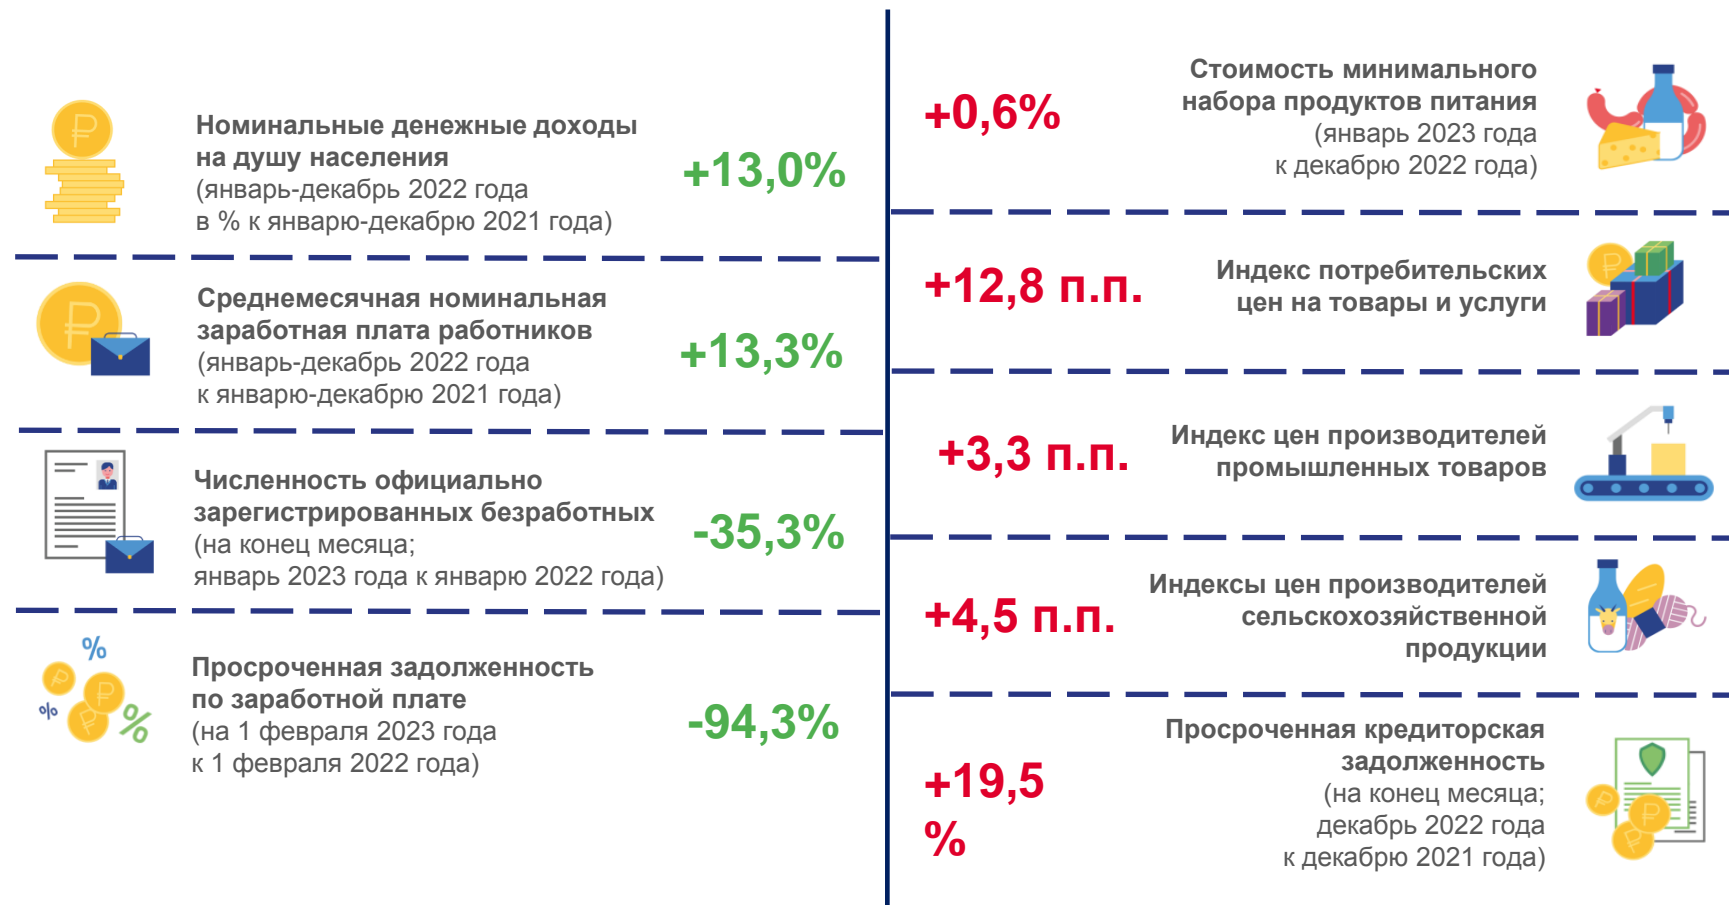 Номинальные денежные доходы
на душу населения
(январь-декабрь 2022 года
в % к январю-декабрю 2021 года)
+13,0%
Среднемесячная номинальная
заработная плата работников
(январь-декабрь 2022 года
к январю-декабрю 2021 года)
+13,3%
Численность официально
зарегистрированных безработных
(на конец месяца;
январь 2023 года к январю 2022 года)
-35,3%
%
%
%
Просроченная задолженность
по заработной плате
(на 1 февраля 2023 года
к 1 февраля 2022 года)
-94,3%
+0,6%
Стоимость минимального
набора продуктов питания
(январь 2023 года
к декабрю 2022 года)
+12,8 п.п.
Индекс потребительских
цен на товары и услуги
+3,3 п.п.
Индекс цен производителей
промышленных товаров
+4,5 п.п.
Индексы цен производителей
сельскохозяйственной
продукции
+19,5
%
Просроченная кредиторская
задолженность
(на конец месяца;
декабрь 2022 года
к декабрю 2021 года)